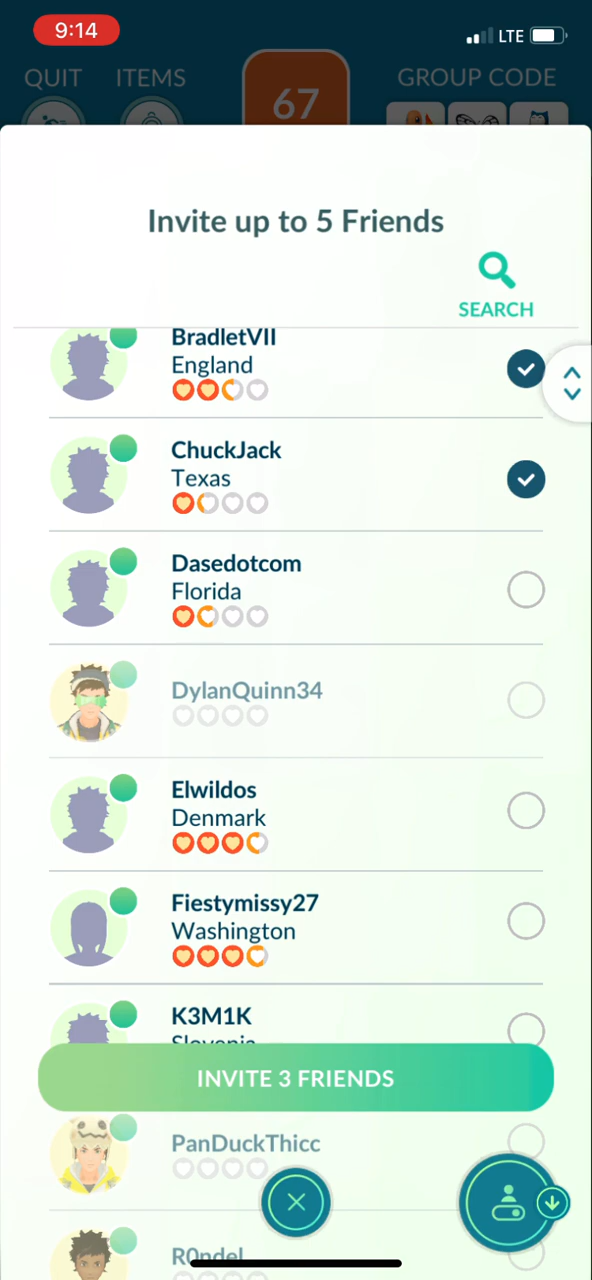 9:14
LTE
QUIT
ITEMS
67
GROUP CODE
Invite up to 5 Friends
SEARCH
BradletVII
England
ChuckJack
Texas
Dasedotcom
Florida
DylanQuinn34
Elwildos
Denmark
Fiestymissy27
Washington
K3M1K
Slovenia
INVITE 3 FRIENDS
PanDuckThicc
R0ndel